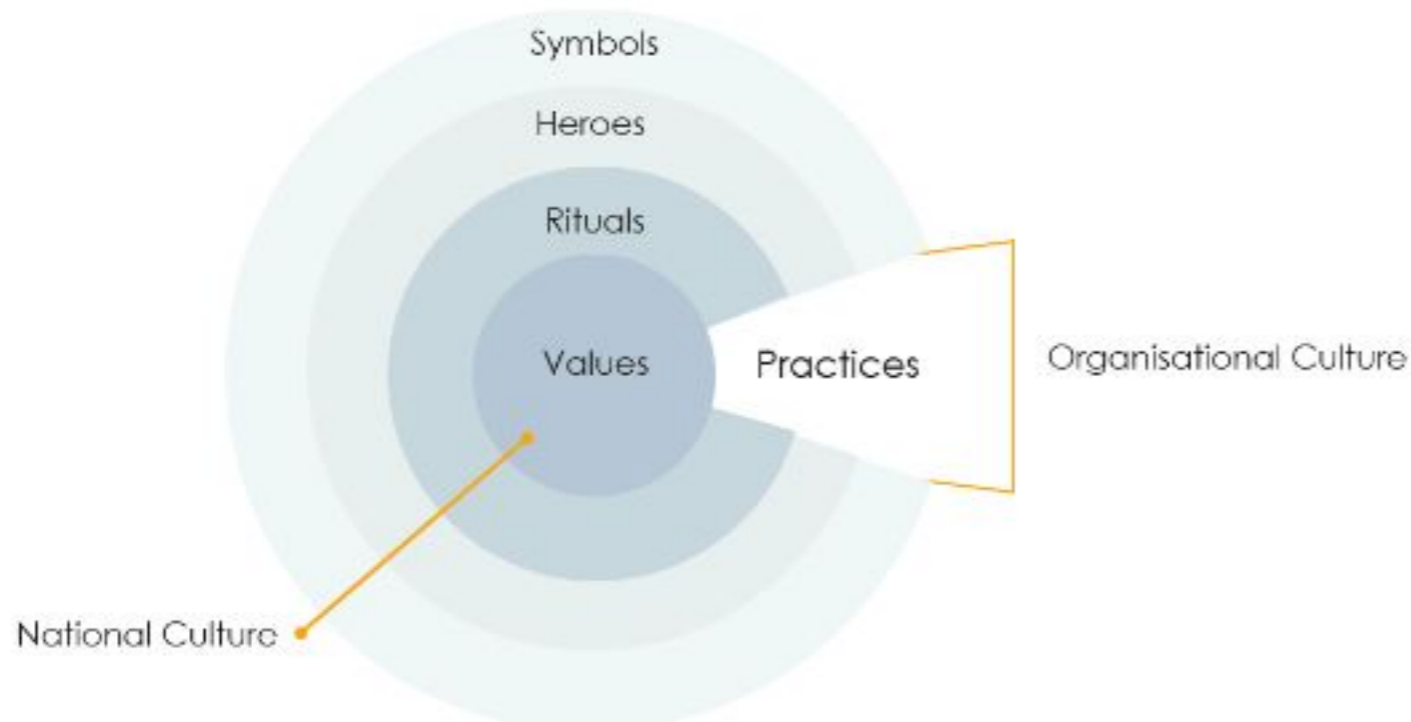 Symbols
Heroes
Rituals
Values
Practices
Organisational Culture
National Culture